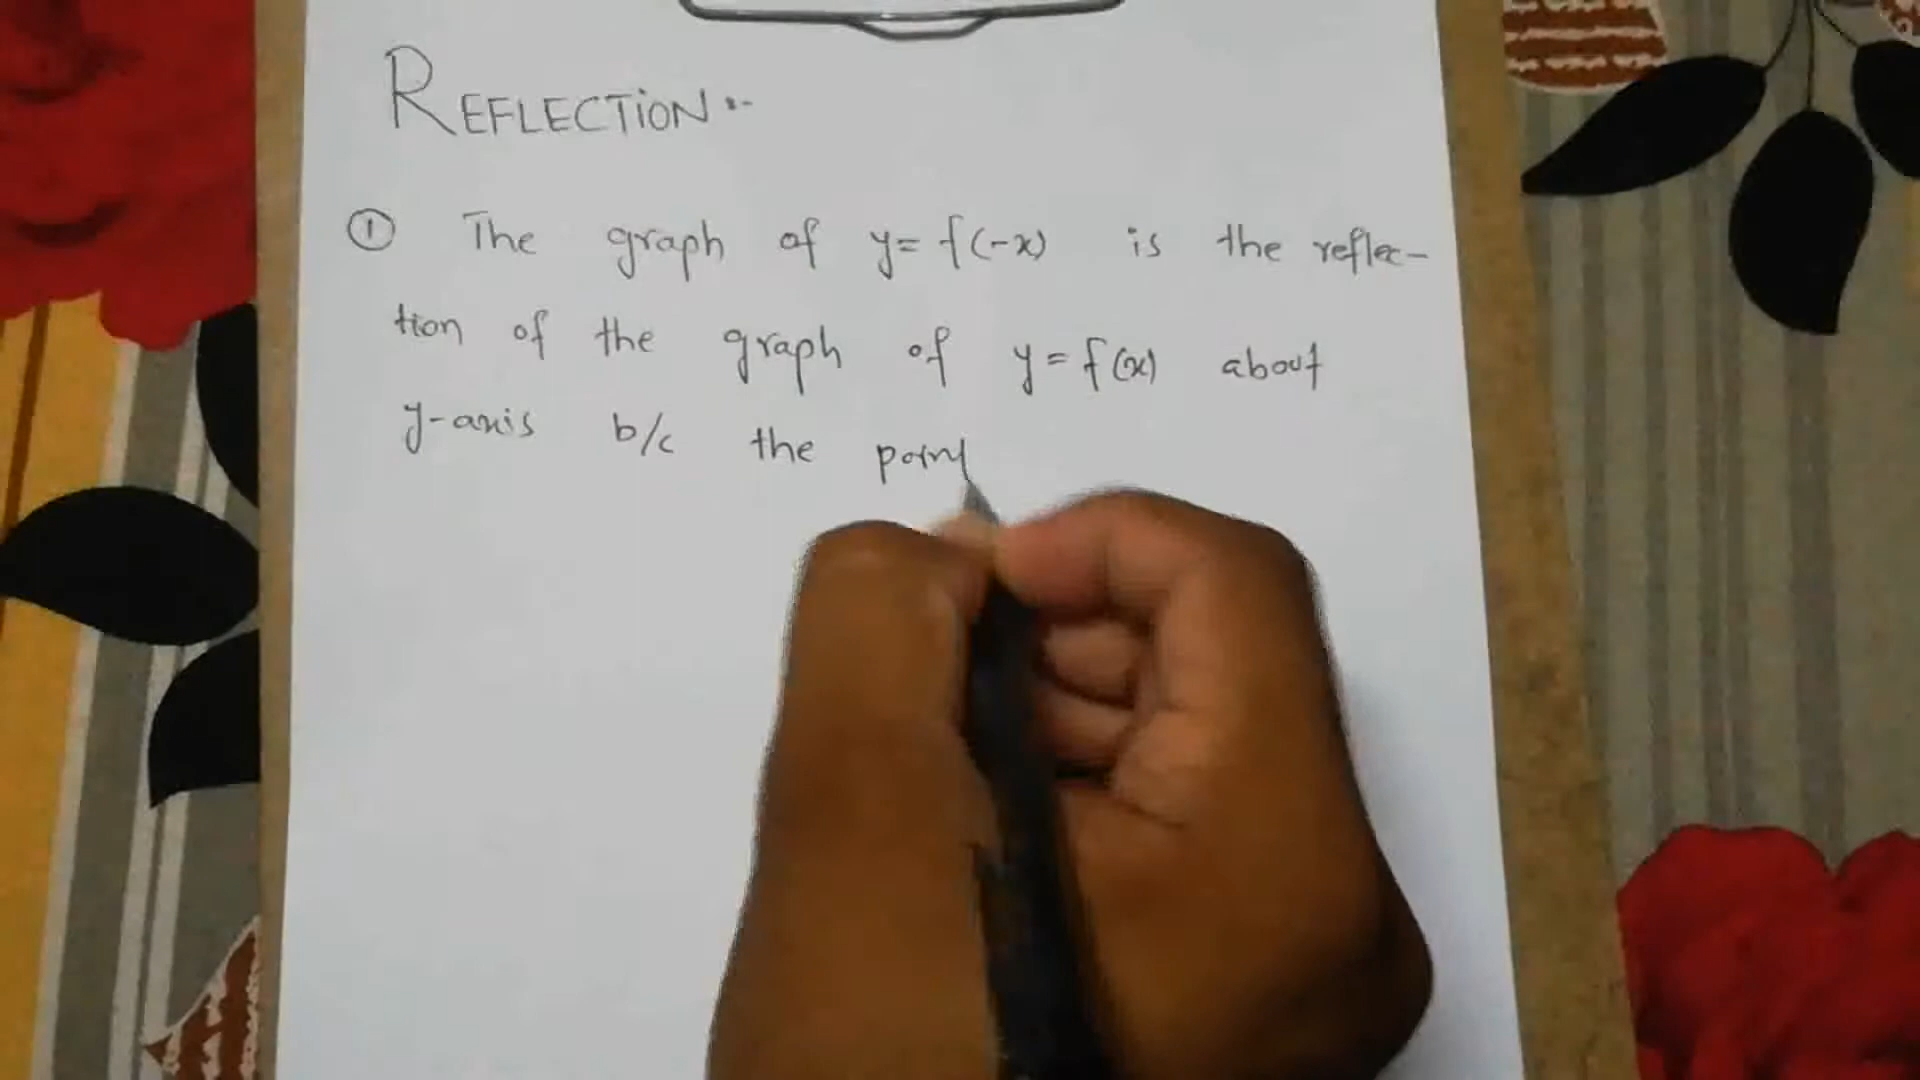 REFLECTION :-
① The graph of y = f(-x) is the reflec-
tion of the graph of y = f(x) about
y-axis b/c the point